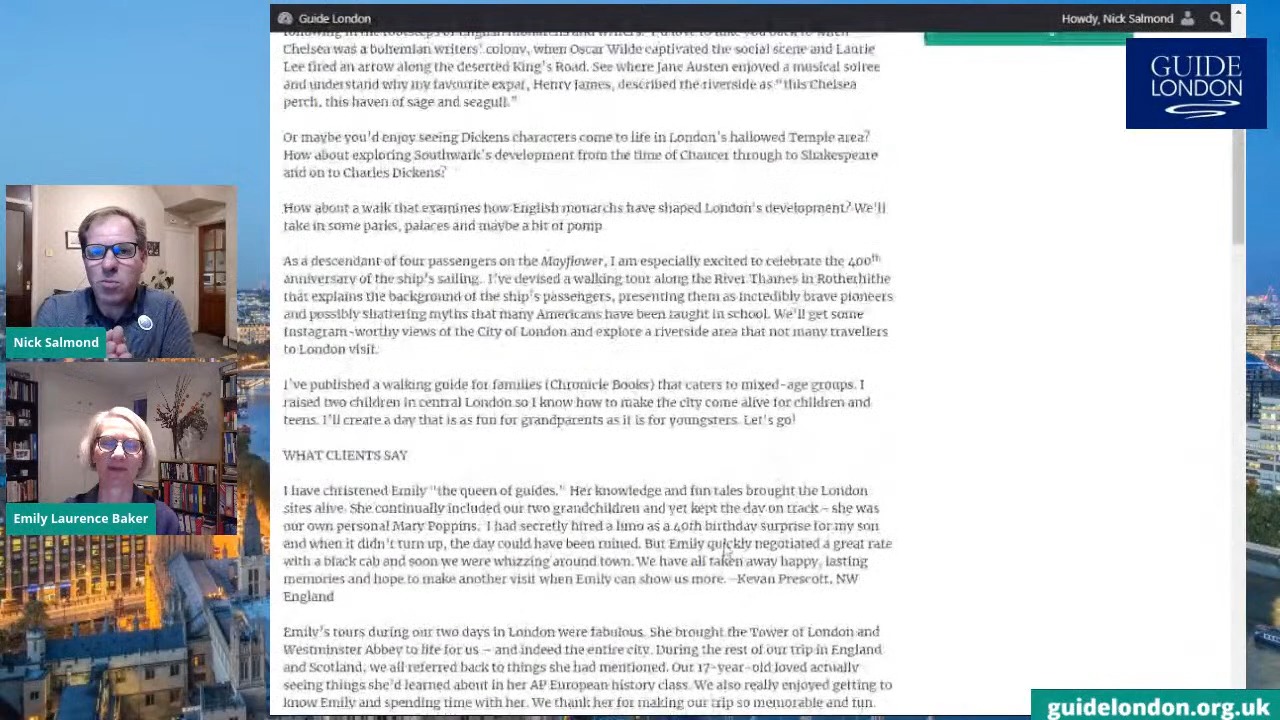 Guide London
Howdy, Nick Salmond
following in the footsteps of English monarchs and writers.
Chelsea was a bohemian writers' colony, when Oscar Wilde captivated the social scene and Laurie
Lee fired an arrow along the deserted King's Road. See where Jane Austen enjoyed a musical soiree
and understand why my favourite expat, Henry James, described the riverside as "this Chelsea
perch, this haven of sage and seagull."
Or maybe you'd enjoy seeing Dickens characters come to life in London's hallowed Temple area?
How about exploring Southwark's development from the time of Chaucer through to Shakespeare
and on to Charles Dickens?
How about a walk that examines how English monarchs have shaped London's development? We'll
take in some parks, palaces and maybe a bit of pomp
As a descendant of four passengers on the Mayflower, I am especially excited to celebrate the 400th
anniversary of the ship's sailing. I've devised a walking tour along the River Thames in Rotherhithe
that explains the background of the ship's passengers, presenting them as incredibly brave pioneers
and possibly shattering myths that many Americans have been taught in school. We'll get some
Instagram-worthy views of the City of London and explore a riverside area that not many travellers
to London visit.
I've published a walking guide for families (Chronicle Books) that caters to mixed-age groups. I
raised two children in central London so I know how to make the city come alive for children and
teens. I'll create a day that is as fun for grandparents as it is for youngsters. Let's go!
WHAT CLIENTS SAY
I have christened Emily "the queen of guides." Her knowledge and fun tales brought the London
sites alive. She continually included our two grandchildren and yet kept the day on track – she was
our own personal Mary Poppins. I had secretly hired a limo as a 40th birthday surprise for my son
and when it didn't turn up, the day could have been ruined. But Emily quickly negotiated a great rate
with a black cab and soon we were whizzing around town. We have all taken away happy, lasting
memories and hope to make another visit when Emily can show us more. –Kevan Prescott, NW
England
Emily's tours during our two days in London were fabulous. She brought the Tower of London and
Westminster Abbey to life for us – and indeed the entire city. During the rest of our trip in England
and Scotland, we all referred back to things she had mentioned. Our 17-year-old loved actually
seeing things she'd learned about in her AP European history class. We also really enjoyed getting to
know Emily and spending time with her. We thank her for making our trip so memorable and fun.
GUIDE
LONDON
Nick Salmond
Emily Laurence Baker
guidelondon.org.uk